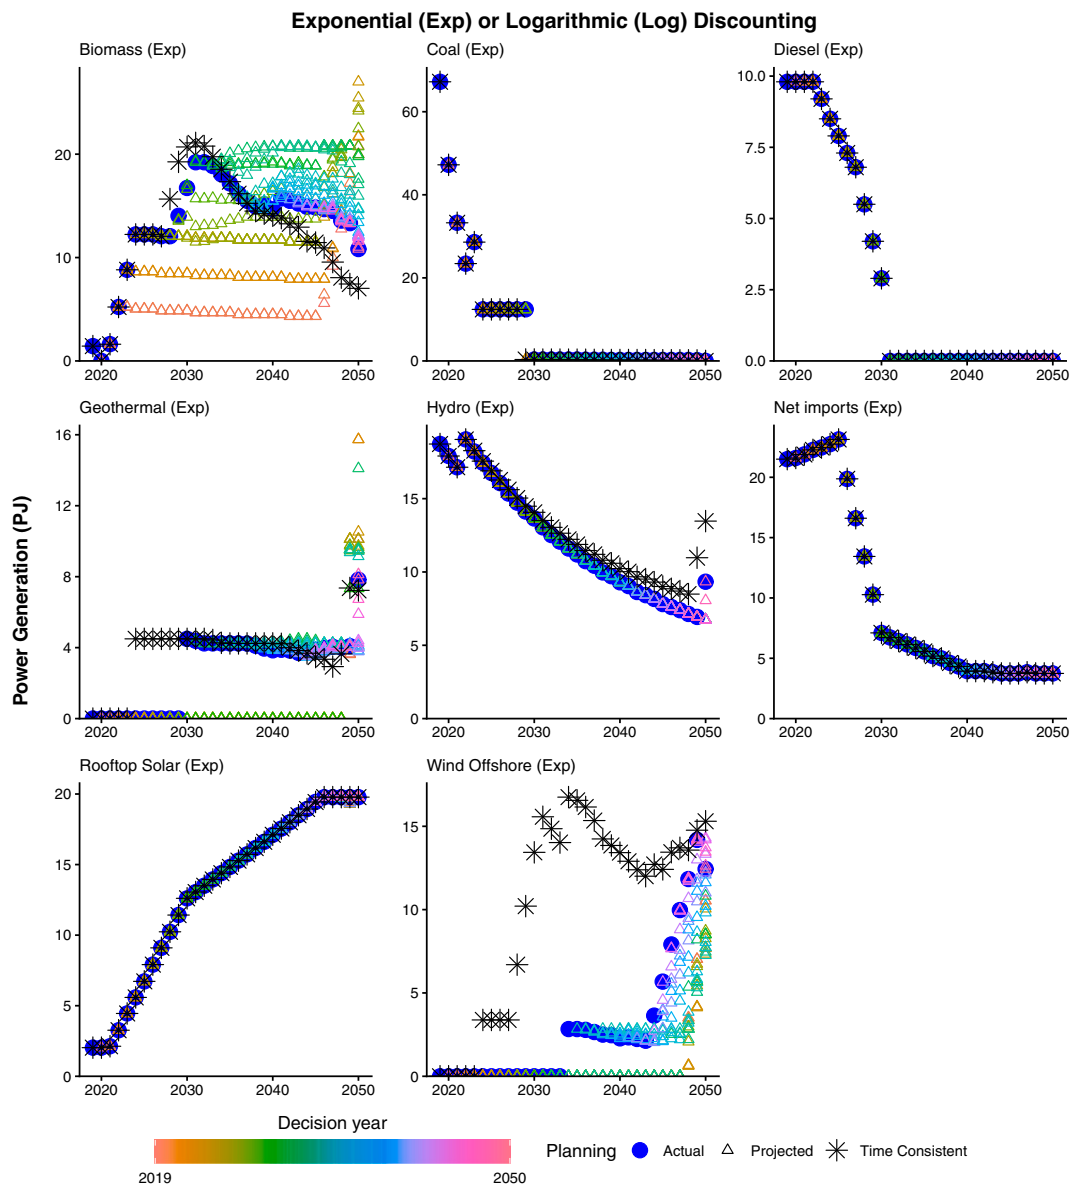 Exponential (Exp) or Logarithmic (Log) Discounting
Biomass (Exp)
Coal (Exp)
Diesel (Exp)
20
10
0
60
40
20
0
10.0
7.5
5.0
2.5
0.0
2020 2030 2040 2050
2020 2030 2040 2050
2020 2030 2040 2050
Geothermal (Exp)
Hydro (Exp)
Net imports (Exp)
Power Generation (PJ)
16
12
8
4
0
15
10
5
0
20
15
10
5
0
2020 2030 2040 2050
2020 2030 2040 2050
2020 2030 2040 2050
Rooftop Solar (Exp)
Wind Offshore (Exp)
20
15
10
5
0
15
10
5
0
2020 2030 2040 2050
2020 2030 2040 2050
Decision year
2019 2050
Planning Actual Projected Time Consistent